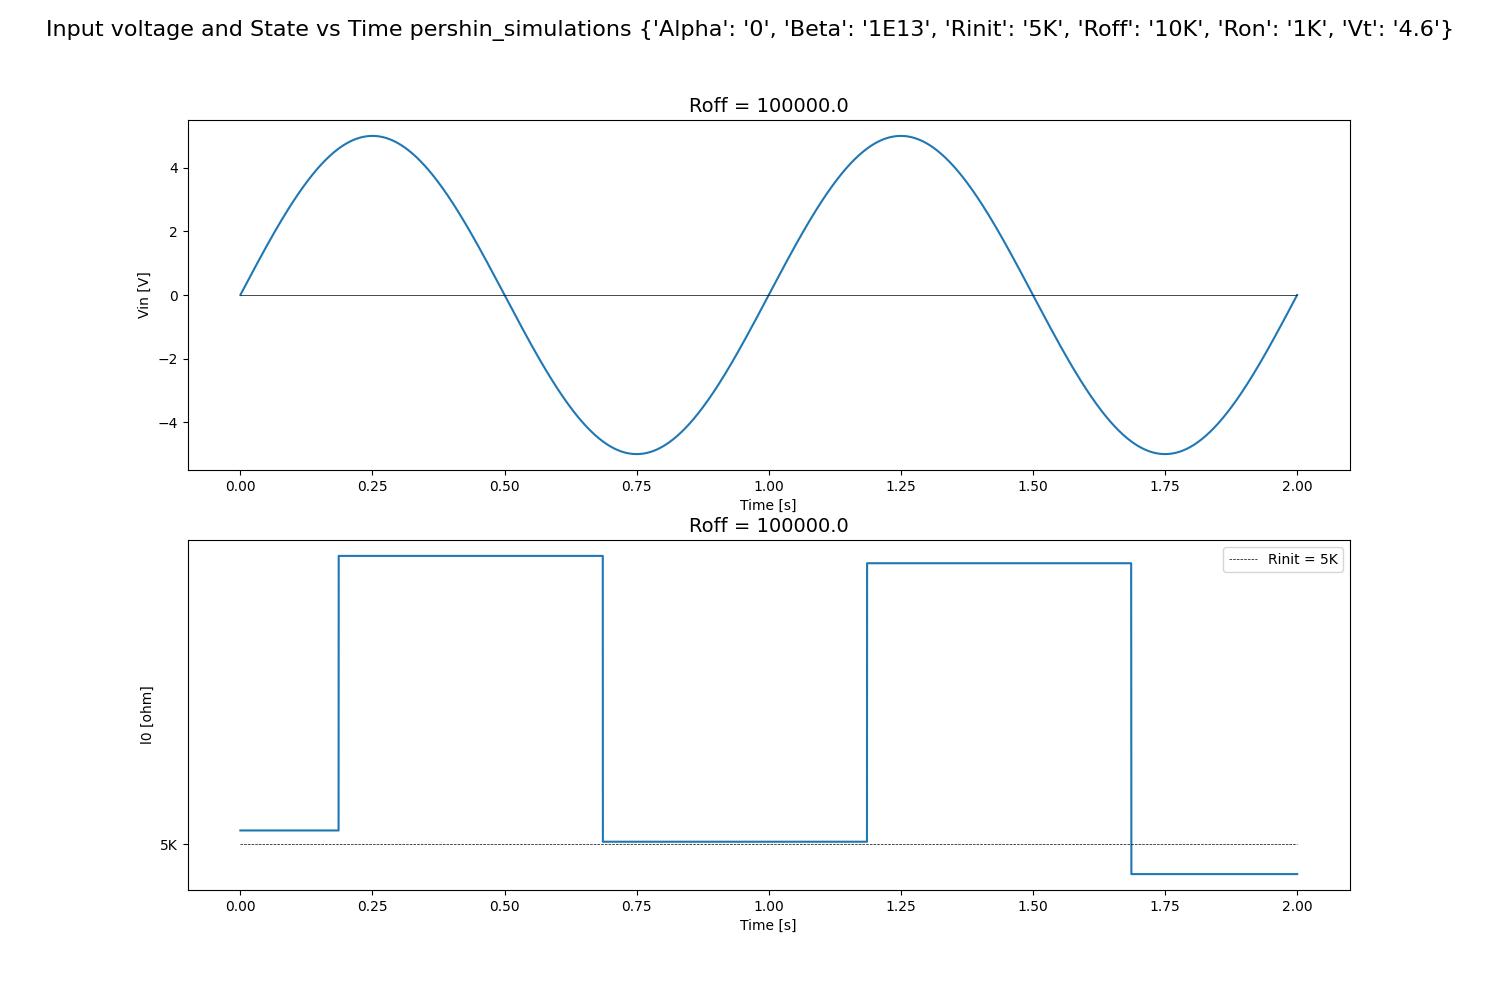 Input voltage and State vs Time pershin_simulations {'Alpha': '0', 'Beta': '1E13', 'Rinit': '5K', 'Roff': '10K', 'Ron': '1K', 'Vt': '4.6'}
Roff = 100000.0
4
2
0
−2
−4
Vin [V]
0.00 0.25 0.50 0.75 1.00 1.25 1.50 1.75 2.00
Time [s]
Roff = 100000.0
Rinit = 5K
l0 [ohm]
5K
0.00 0.25 0.50 0.75 1.00 1.25 1.50 1.75 2.00
Time [s]